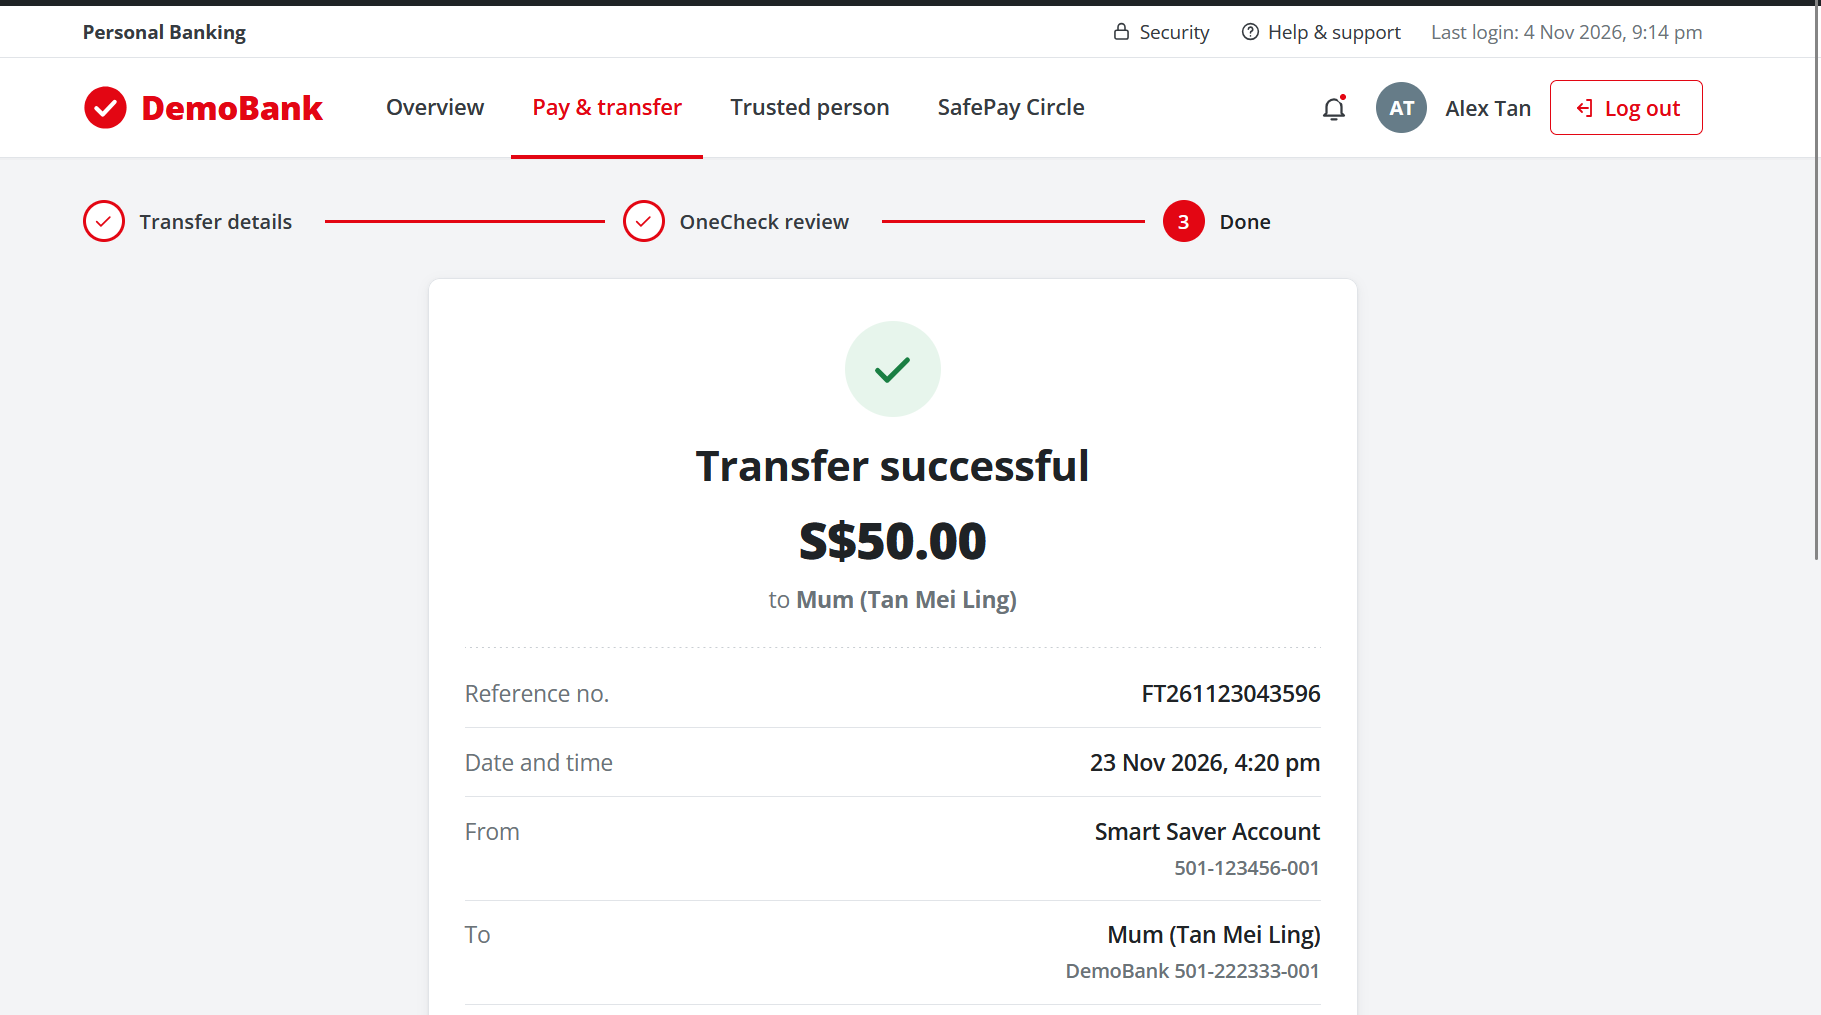 Personal Banking
Security
Help & support
Last login: 4 Nov 2026, 9:14 pm
DemoBank
Overview
Pay & transfer
Trusted person
SafePay Circle
AT
Alex Tan
Log out
Transfer details
OneCheck review
3
Done
Transfer successful
S$50.00
to Mum (Tan Mei Ling)
Reference no.
FT261123043596
Date and time
23 Nov 2026, 4:20 pm
From
Smart Saver Account
501-123456-001
To
Mum (Tan Mei Ling)
DemoBank 501-222333-001